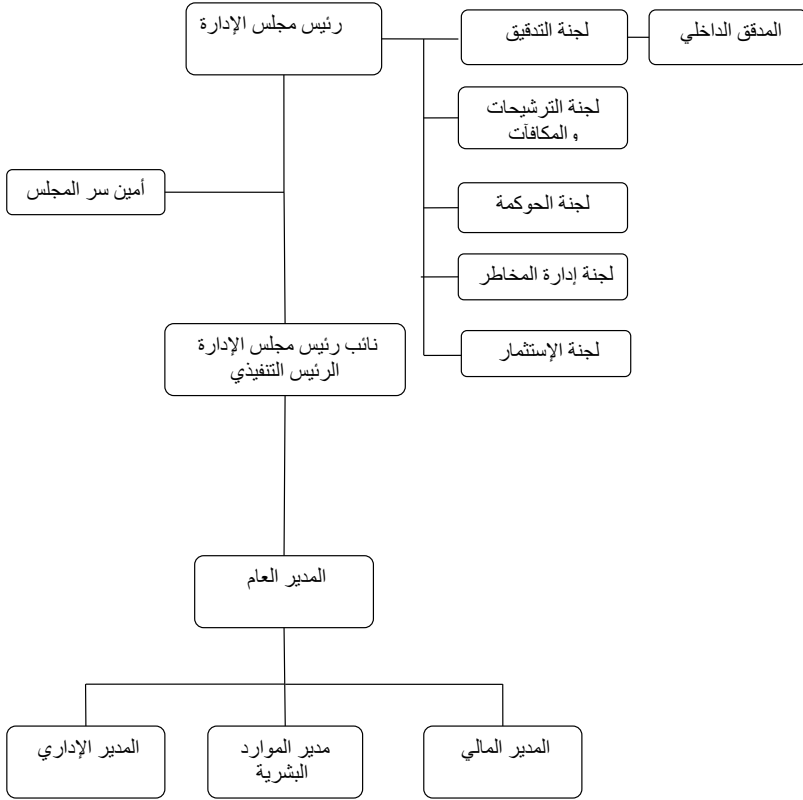 رئيس مجلس الإدارة
لجنة التدقيق
المدقق الداخلي
لجنة الترشيحات
و المكافآت
أمين سر المجلس
لجنة الحوكمة
لجنة إدارة المخاطر
نائب رئيس مجلس الإدارة
الرئيس التنفيذي
لجنة الإستثمار
المدير العام
المدير المالي
مدير الموارد
البشرية
المدير الإداري